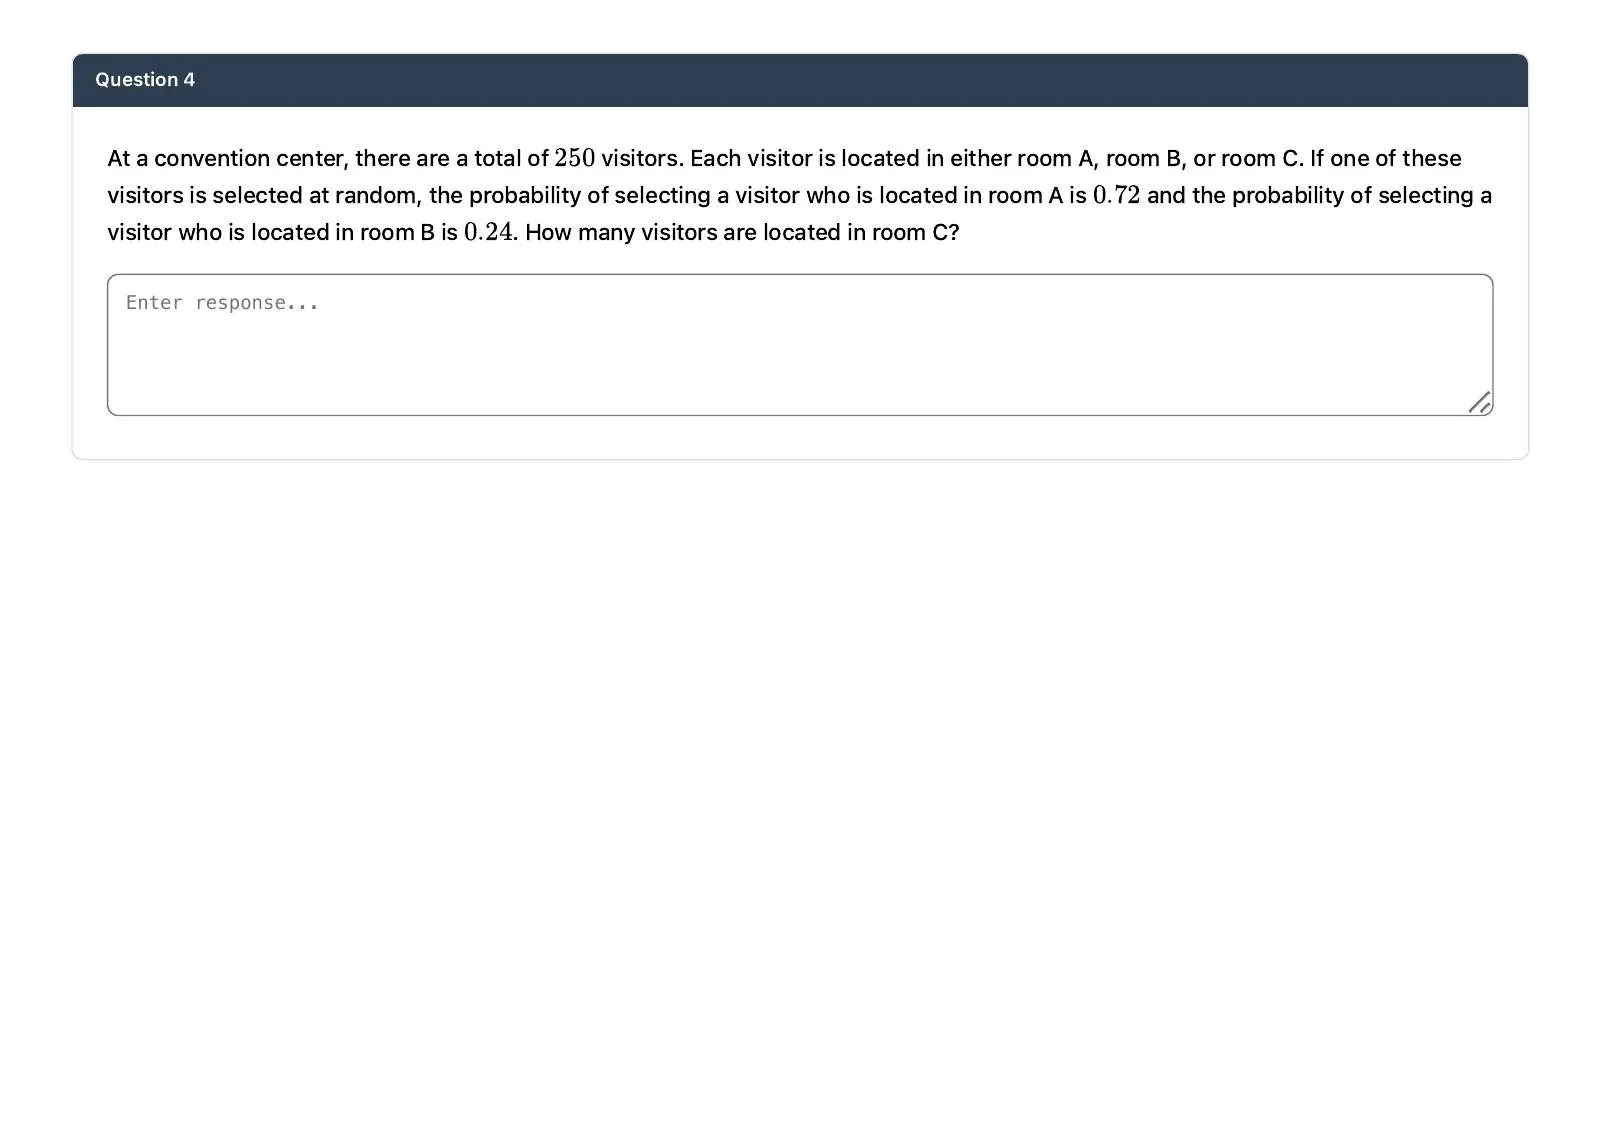 Question 4
At a convention center, there are a total of 250 visitors. Each visitor is located in either room A, room B, or room C. If one of these
visitors is selected at random, the probability of selecting a visitor who is located in room A is 0.72 and the probability of selecting a
visitor who is located in room B is 0.24. How many visitors are located in room C?
Enter response...